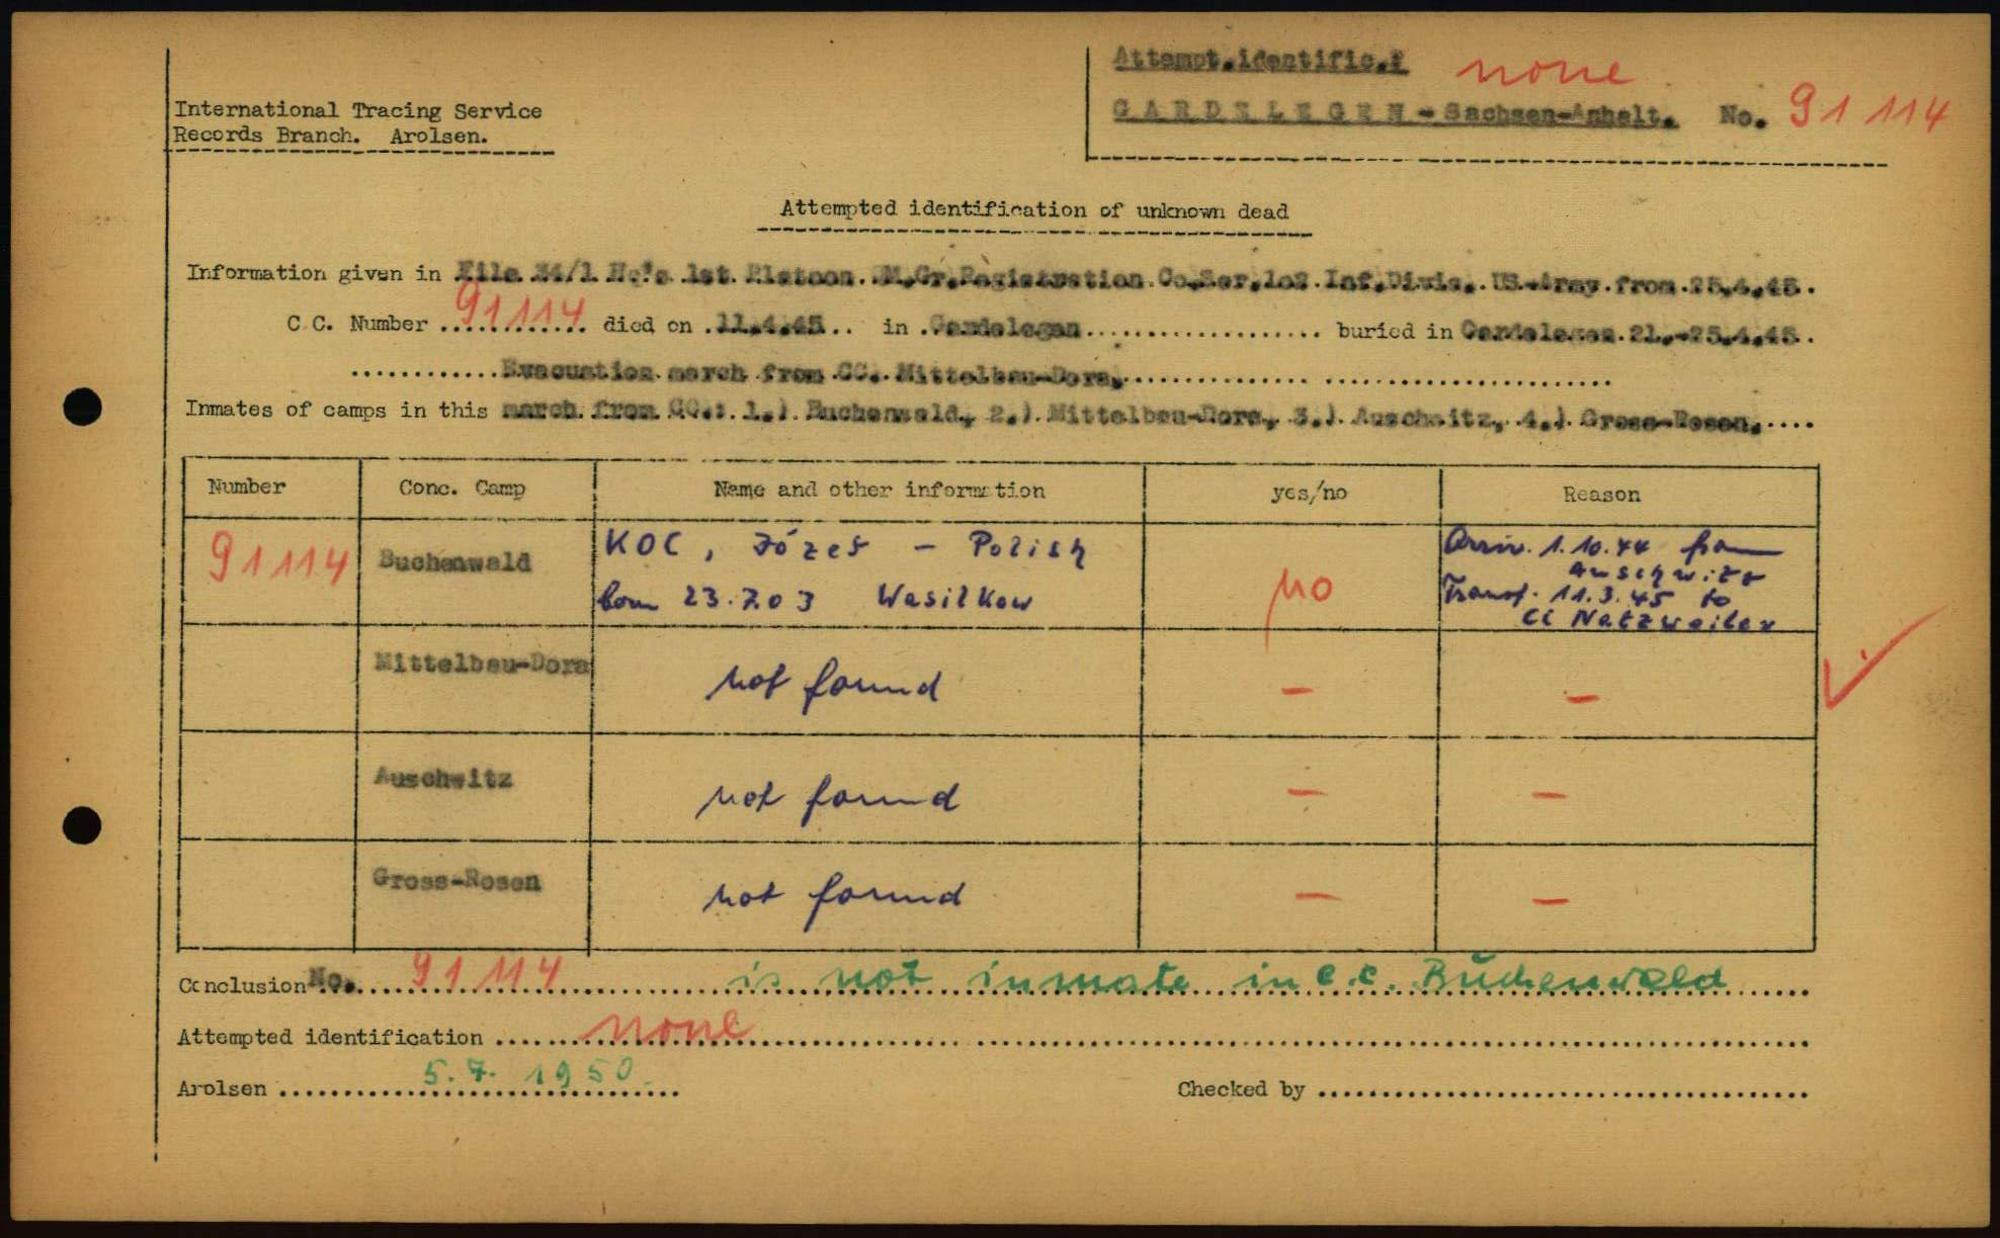 Attempt.identific.: none
International Tracing Service
Records Branch. Arolsen.
GARDELEGEN - Sachsen-Anhalt. No. 91114
Attempted identification of unknown dead
Information given in File 34/1 Hq's 1st. Platoon. M.Gr.Registration Co.Ser.102 Inf.Divis. US.-Army from 25.4.45.
C.C. Number 91114 died on 11.4.45 in Gardelegen buried in Gardelegen 21.-25.4.45.
Evacuation march from CC. Mittelbau-Dora.
Inmates of camps in this march from CC.: 1.) Buchenwald, 2.) Mittelbau-Dora, 3.) Auschwitz, 4.) Gross-Rosen.
Number Conc. Camp Name and other information yes/no Reason
91114 Buchenwald KOC, Józef - Polish no Arriv. 1.10.44 from
Auschwitz
born 23.7.03 Wasilkow Transf. 11.3.45 to
CC Natzweiler
Mittelbau-Dora not found - -
Auschwitz not found - -
Gross-Rosen not found - -
Conclusion No. 91114 is not inmate in c.c. Buchenwald
Attempted identification none
Arolsen 5.7.1950. Checked by